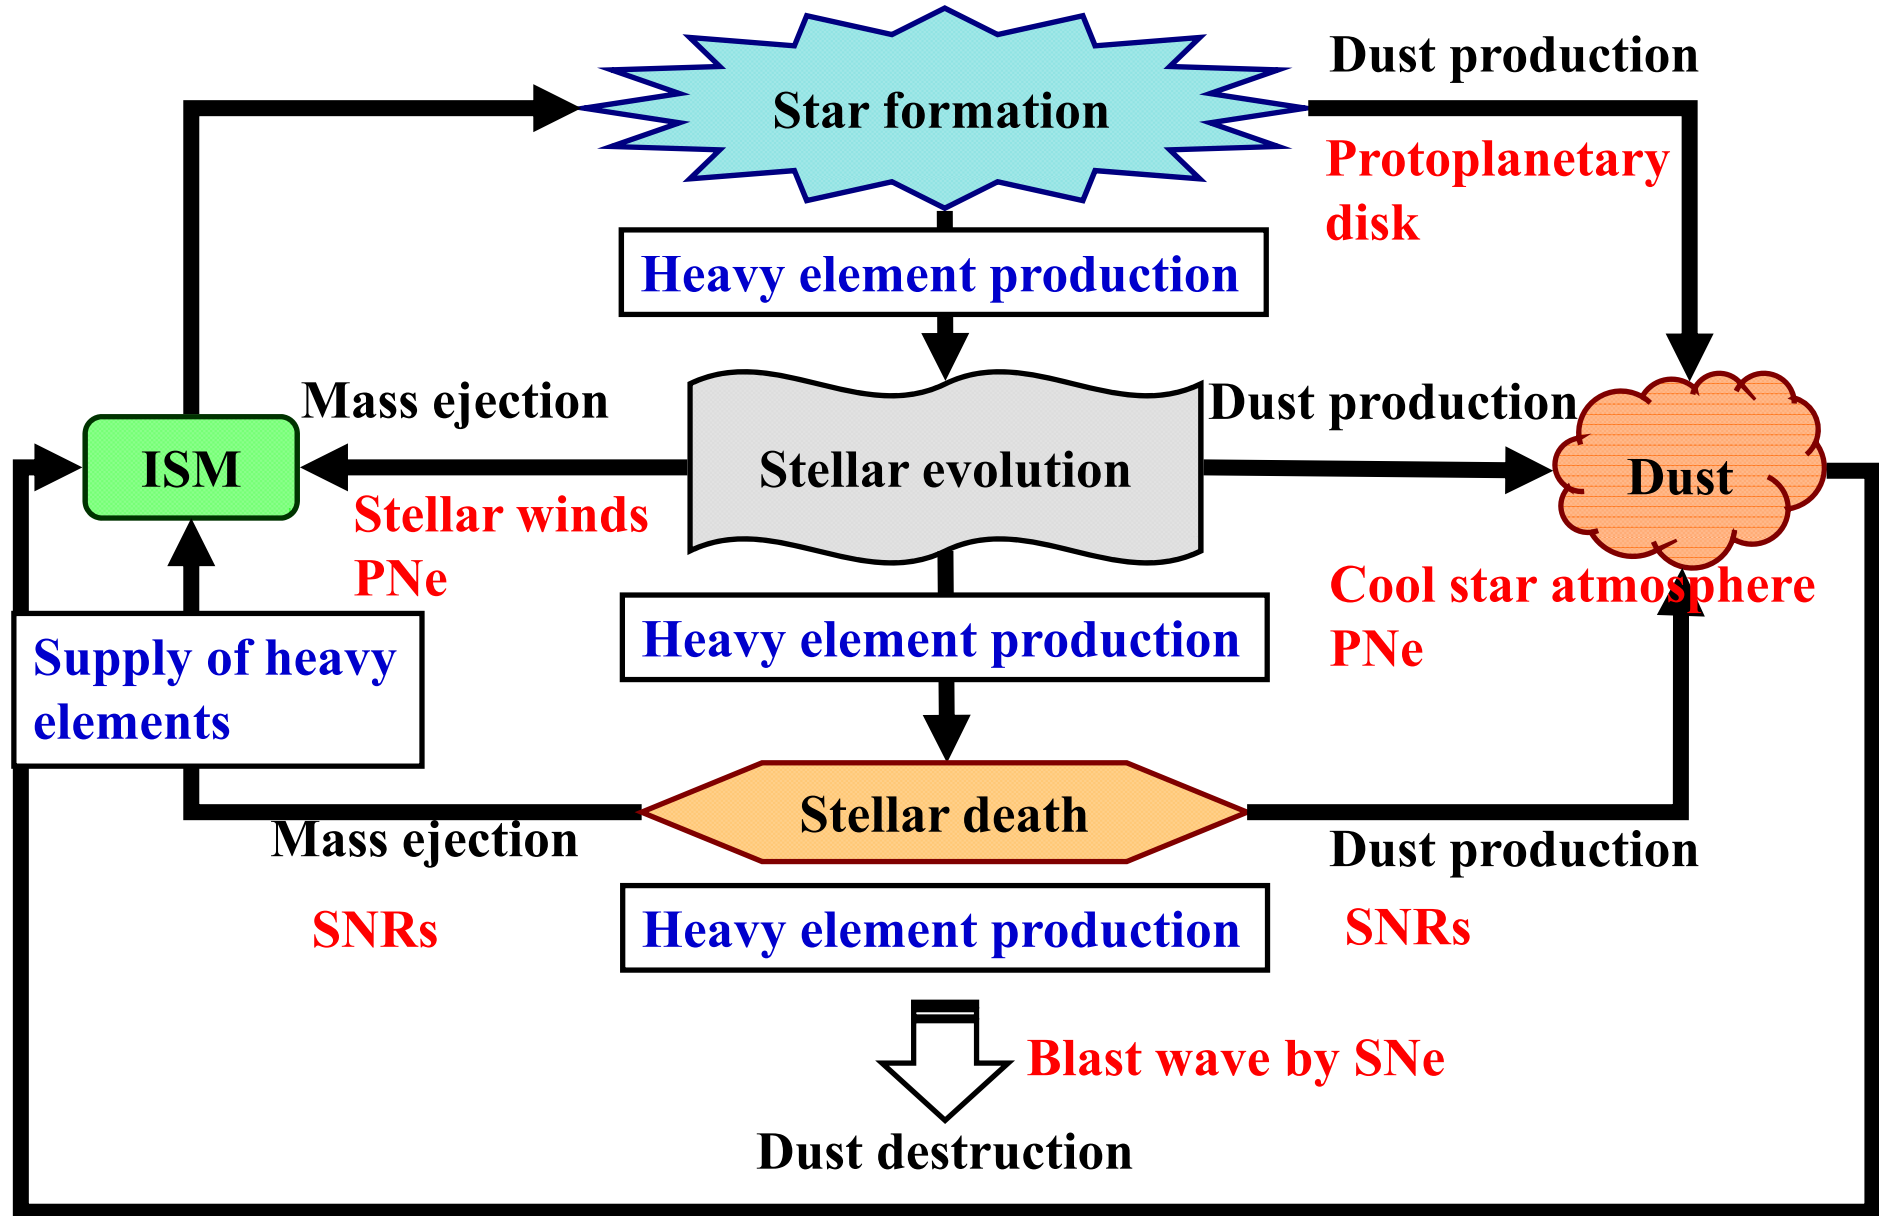 Dust production
Star formation
Protoplanetary
disk
Heavy element production
Mass ejection
Dust production
ISM
Stellar evolution
Dust
Stellar winds
PNe
Cool star atmosphere
PNe
Supply of heavy
elements
Heavy element production
Stellar death
Mass ejection
Dust production
SNRs
Heavy element production
SNRs
Blast wave by SNe
Dust destruction